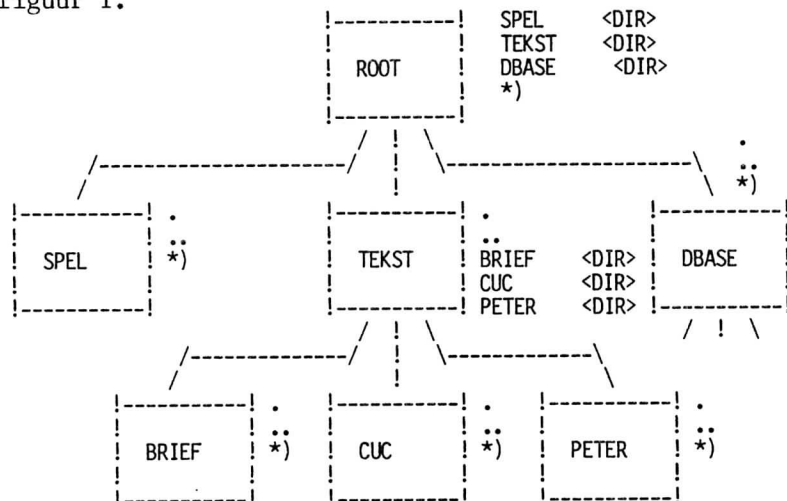 figuur 1.
!-----------! SPEL <DIR>
! ! TEKST <DIR>
! ROOT ! DBASE <DIR>
! ! *)
!-----------!
/ ! \ .
/--------------------/ ! \--------------------\ ..
/ ! \ *)
!-----------! . !-----------! . !-----------!
! ! .. ! ! .. ! !
! SPEL ! *) ! TEKST ! BRIEF <DIR> ! DBASE !
! ! ! ! CUC <DIR> ! !
!-----------! !-----------! PETER <DIR> !-----------!
/ ! \ / ! \
/------------/ ! \------------\
/ ! \
!-----------! . !-----------! . !-----------! .
! ! .. ! ! .. ! ! ..
! BRIEF ! *) ! CUC ! *) ! PETER ! *)
! ! ! ! ! !
!-----------! !-----------! !-----------!